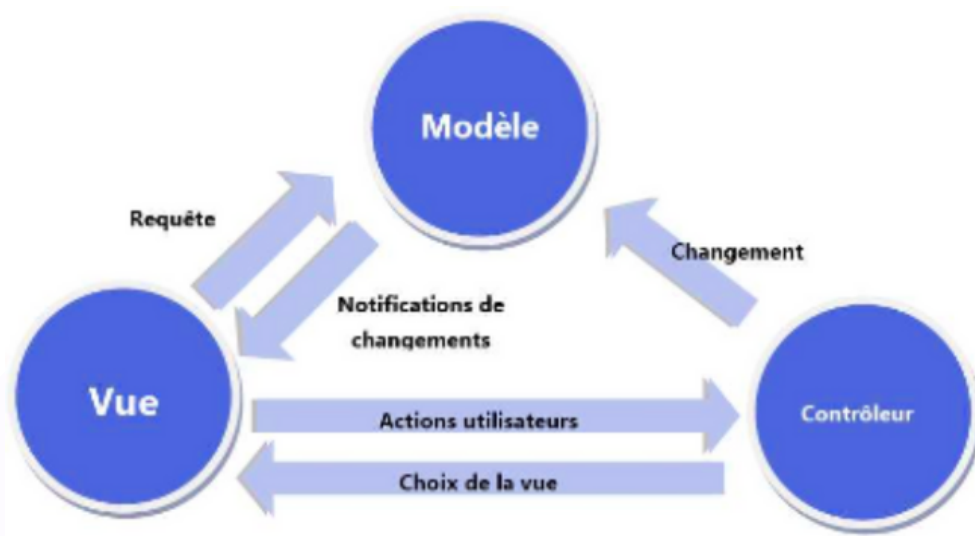 Modèle
Requête
Changement
Notifications de
changements
Vue
Contrôleur
Actions utilisateurs
Choix de la vue